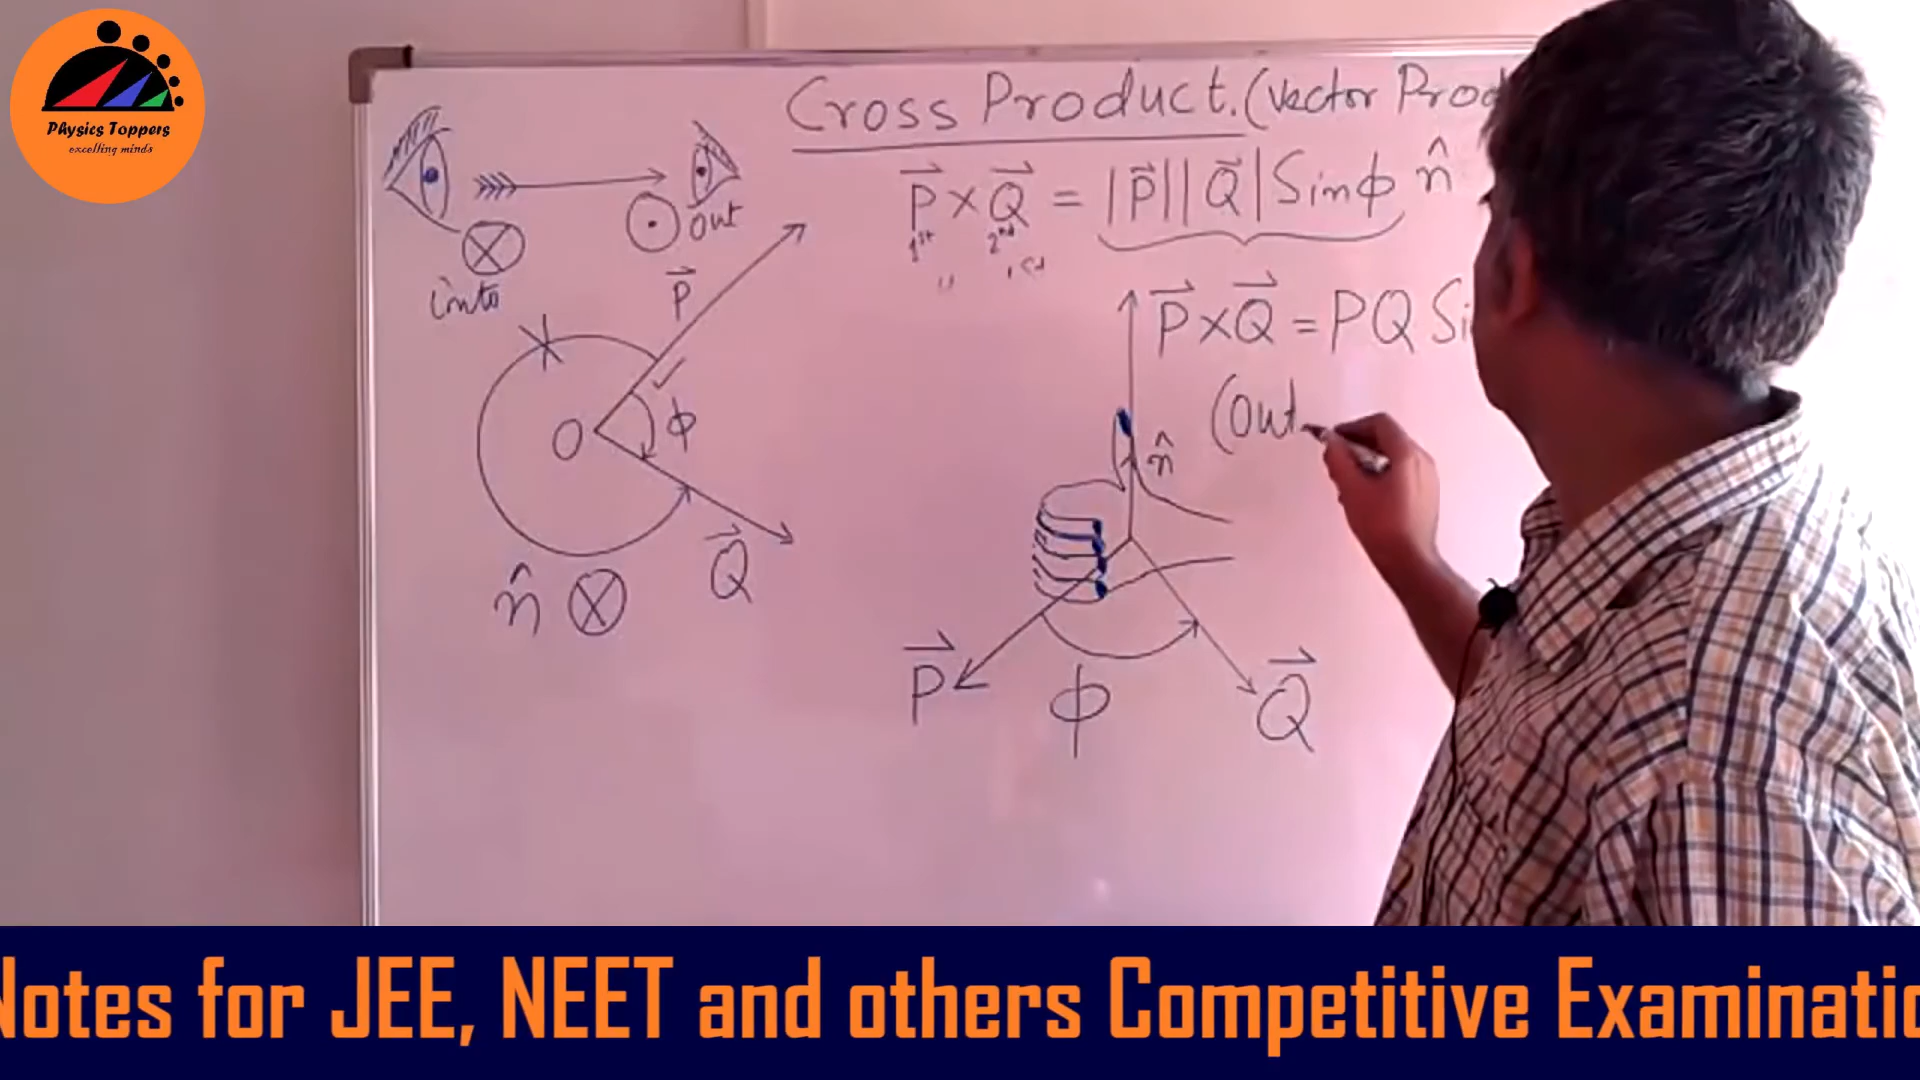 Physics Toppers
excelling minds
Cross Product. (Vector Prod
P⃗ × Q⃗ = |P⃗||Q⃗| Sinϕ n̂
1st 2nd
out
into
P⃗
P⃗ × Q⃗ = PQ Si
O ϕ
(Out
n̂
Q⃗
n̂
P⃗ ϕ Q⃗
Notes for JEE, NEET and others Competitive Examinatio